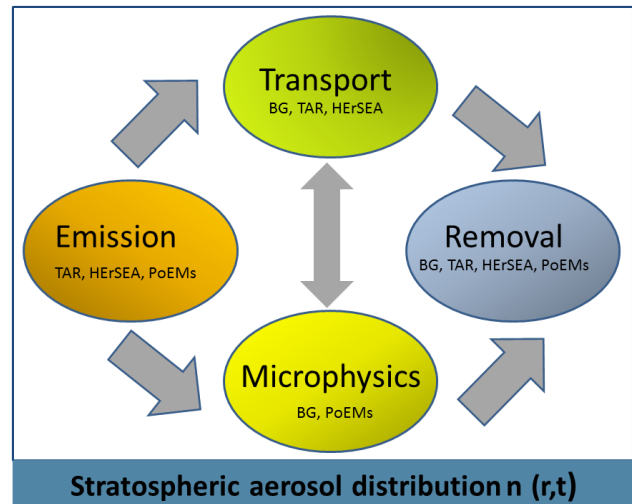 Transport
BG, TAR, HErSEA
Emission
TAR, HErSEA, PoEMs
Removal
BG, TAR, HErSEA, PoEMs
Microphysics
BG, PoEMs
Stratospheric aerosol distribution n (r,t)